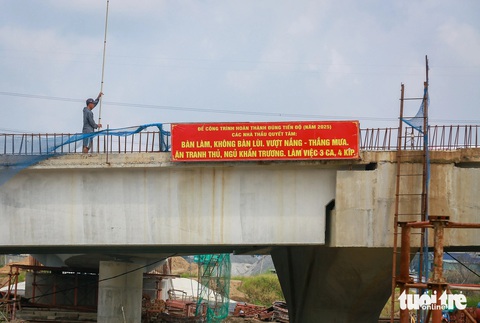 ĐỂ CÔNG TRÌNH HOÀN THÀNH ĐÚNG TIẾN ĐỘ (NĂM 2025)
CÁC NHÀ THẦU QUYẾT TÂM:
BÀN LÀM, KHÔNG BÀN LÙI. VƯỢT NẮNG - THẮNG MƯA.
ĂN TRANH THỦ, NGỦ KHẨN TRƯƠNG. LÀM VIỆC 3 CA, 4 KÍP.
tuổi trẻ
online